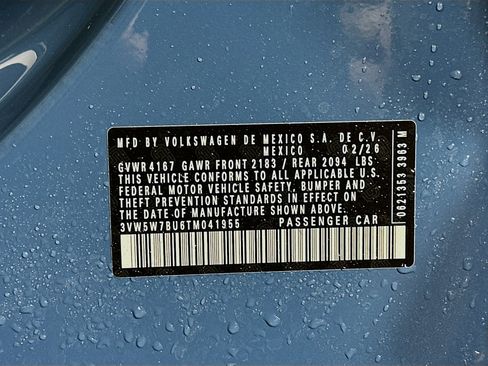 MFD BY VOLKSWAGEN DE MEXICO S.A. DE C.V.
MEXICO 02/26
GVWR 4167 GAWR FRONT 2183 / REAR 2094 LBS
THIS VEHICLE CONFORMS TO ALL APPLICABLE U.S.
FEDERAL MOTOR VEHICLE SAFETY, BUMPER AND
THEFT PREVENTION STANDARDS IN EFFECT ON
THE DATE OF MANUFACTURE SHOWN ABOVE.
3VW5W7BU6TM041955 PASSENGER CAR
0621353 3963 M